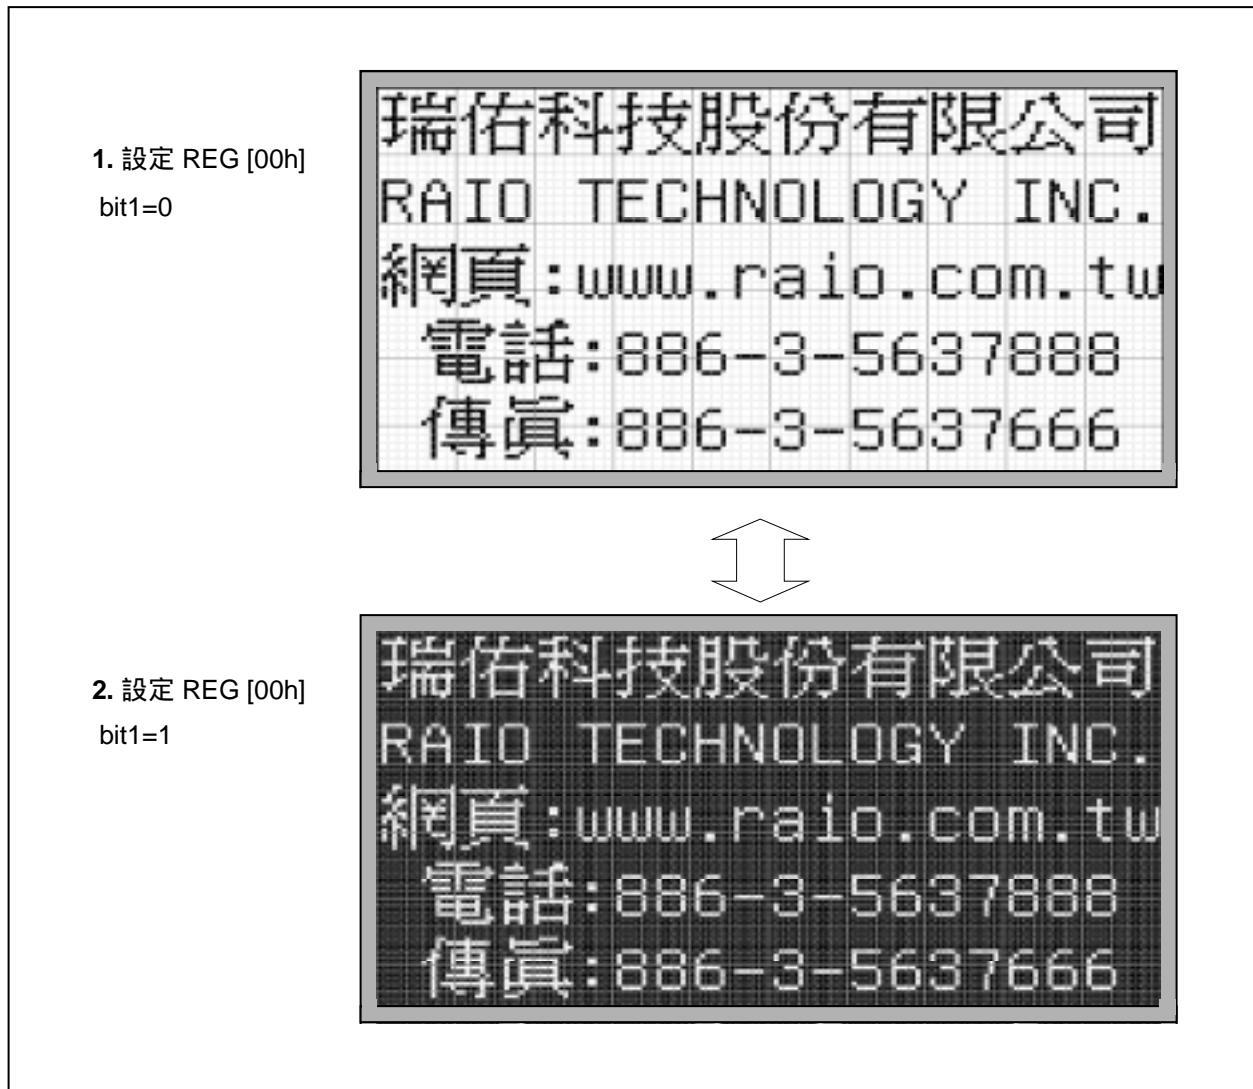 1. 設定 REG [00h]
bit1=0
瑞佑科技股份有限公司
RAIO TECHNOLOGY INC.
網頁:www.raio.com.tw
電話:886-3-5637888
傳眞:886-3-5637666
2. 設定 REG [00h]
bit1=1
瑞佑科技股份有限公司
RAIO TECHNOLOGY INC.
網頁:www.raio.com.tw
電話:886-3-5637888
傳眞:886-3-5637666